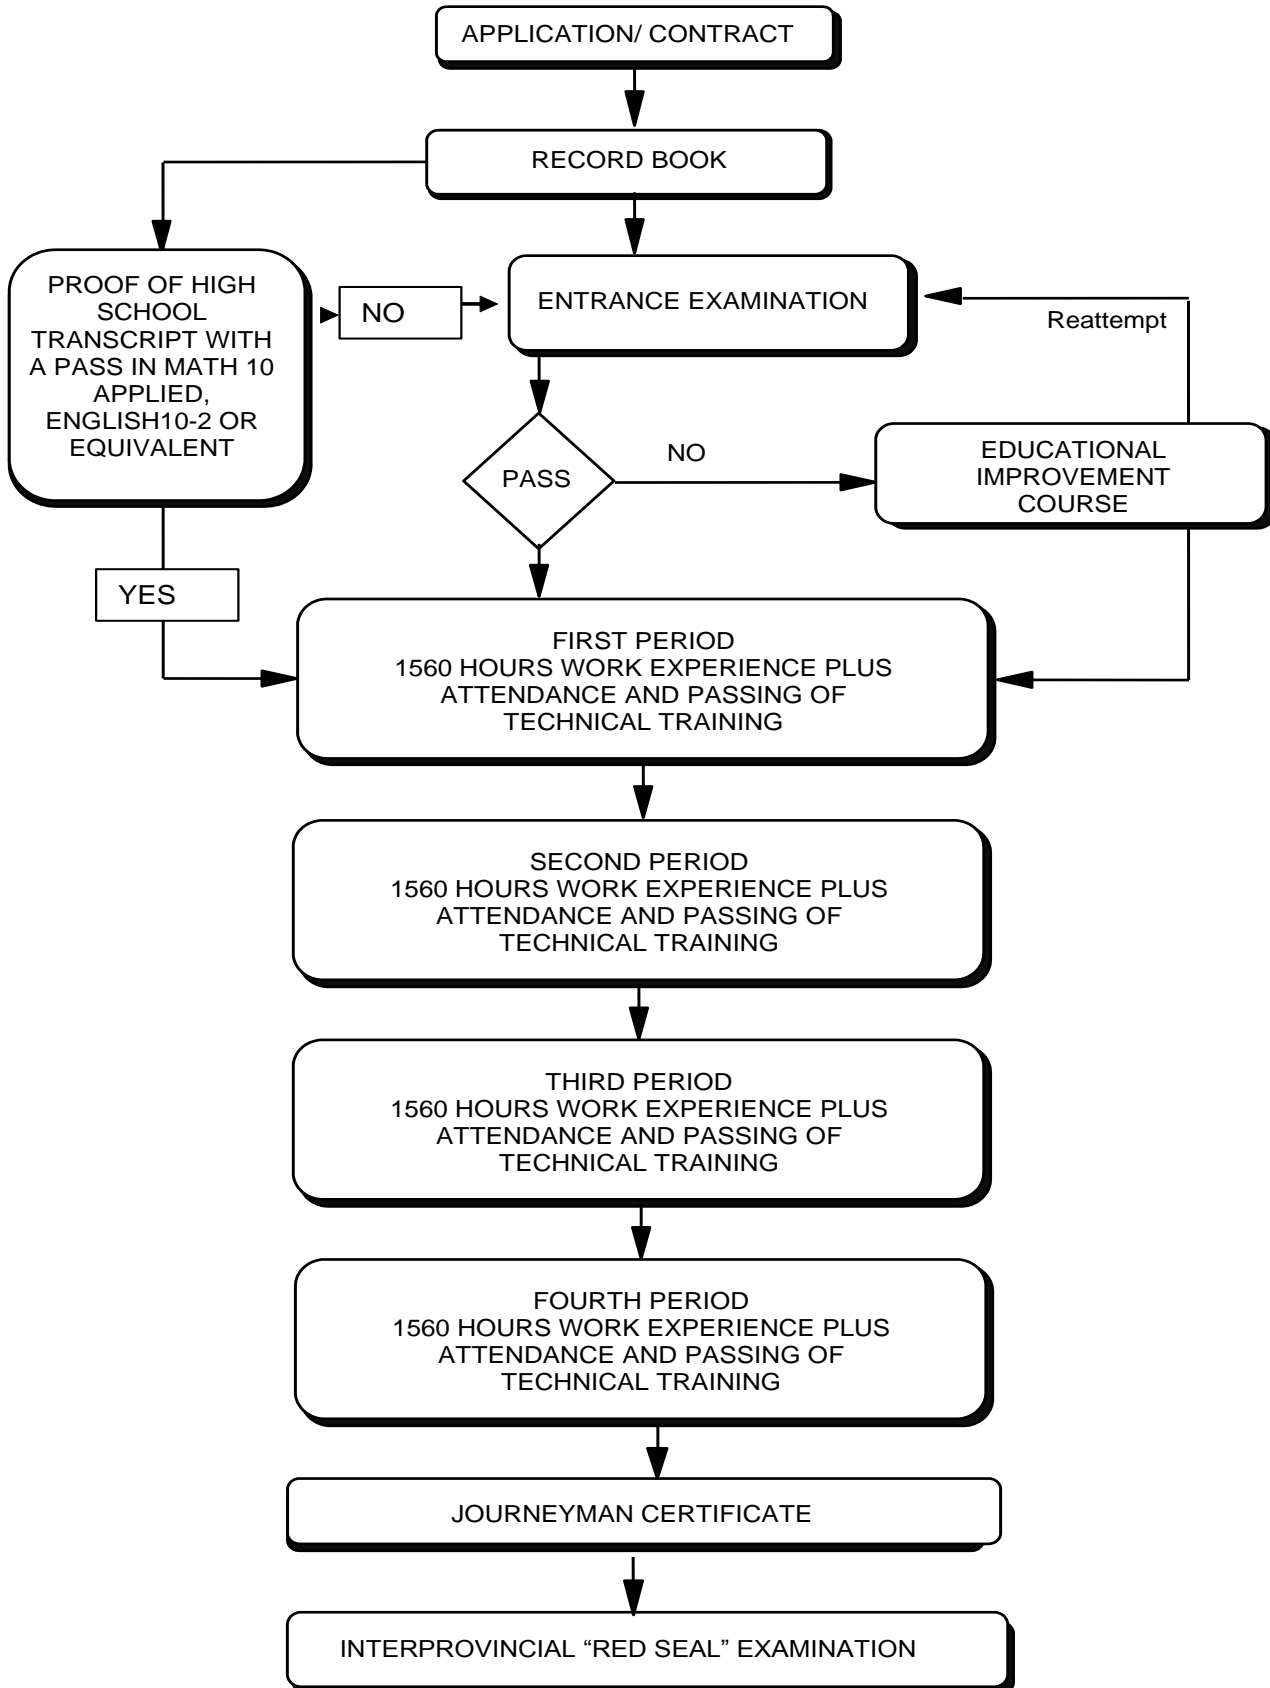 APPLICATION/ CONTRACT
RECORD BOOK
PROOF OF HIGH
SCHOOL
TRANSCRIPT WITH
A PASS IN MATH 10
APPLIED,
ENGLISH10-2 OR
EQUIVALENT
NO
ENTRANCE EXAMINATION
Reattempt
PASS
NO
EDUCATIONAL
IMPROVEMENT
COURSE
YES
FIRST PERIOD
1560 HOURS WORK EXPERIENCE PLUS
ATTENDANCE AND PASSING OF
TECHNICAL TRAINING
SECOND PERIOD
1560 HOURS WORK EXPERIENCE PLUS
ATTENDANCE AND PASSING OF
TECHNICAL TRAINING
THIRD PERIOD
1560 HOURS WORK EXPERIENCE PLUS
ATTENDANCE AND PASSING OF
TECHNICAL TRAINING
FOURTH PERIOD
1560 HOURS WORK EXPERIENCE PLUS
ATTENDANCE AND PASSING OF
TECHNICAL TRAINING
JOURNEYMAN CERTIFICATE
INTERPROVINCIAL “RED SEAL” EXAMINATION